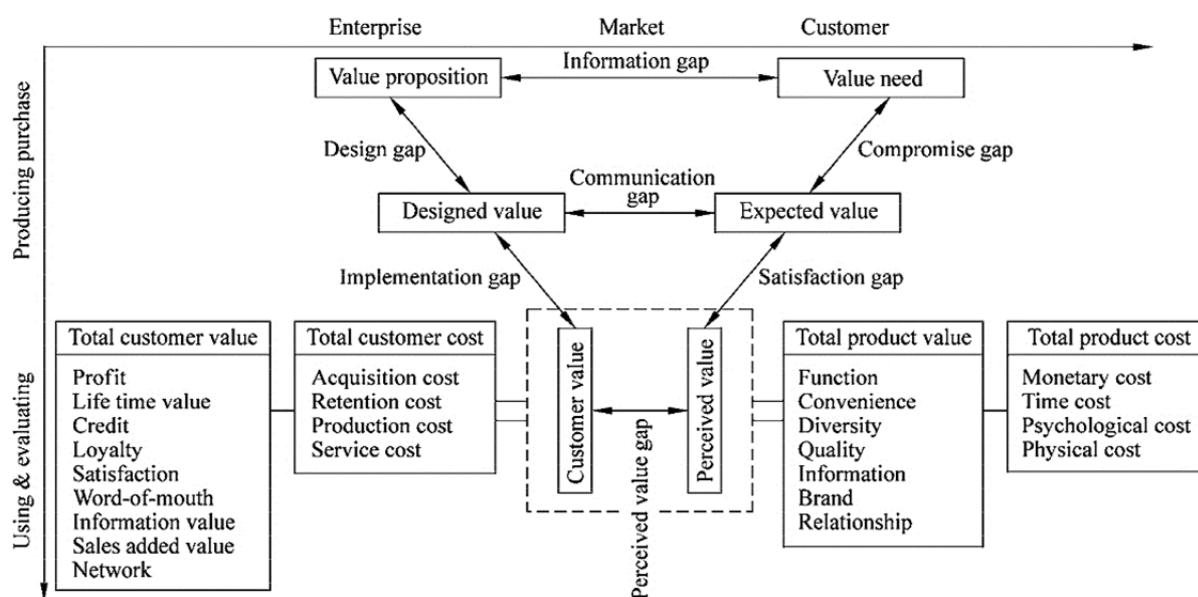 Enterprise
Market
Customer
Value proposition
Information gap
Value need
Producing purchase
Design gap
Compromise gap
Communication
gap
Designed value
Expected value
Implementation gap
Satisfaction gap
Using & evaluating
Total customer value
Profit
Life time value
Credit
Loyalty
Satisfaction
Word-of-mouth
Information value
Sales added value
Network
Total customer cost
Acquisition cost
Retention cost
Production cost
Service cost
Customer value
Perceived value gap
Perceived value
Total product value
Function
Convenience
Diversity
Quality
Information
Brand
Relationship
Total product cost
Monetary cost
Time cost
Psychological cost
Physical cost